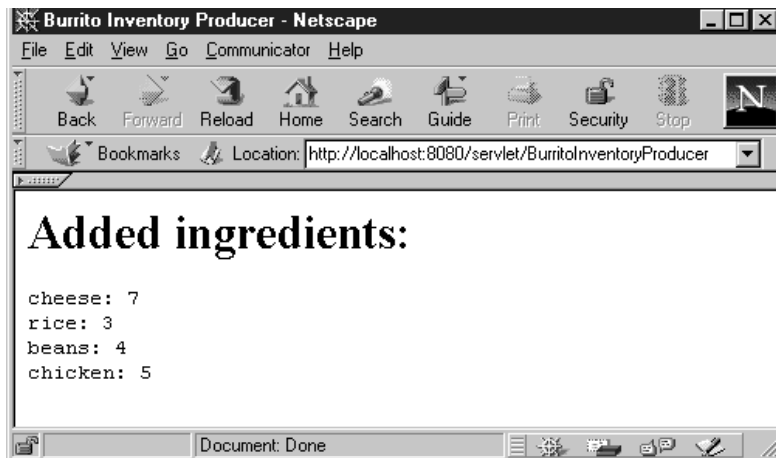 Burrito Inventory Producer - Netscape
File Edit View Go Communicator Help
Back Forward Reload Home Search Guide Print Security Stop
N
Bookmarks Location: http://localhost:8080/servlet/BurritoInventoryProducer
Added ingredients:
cheese: 7
rice: 3
beans: 4
chicken: 5
Document: Done